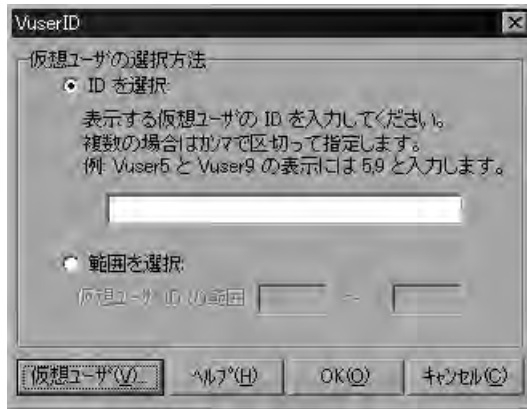 VuserID
仮想ユーザの選択方法
ID を選択:
表示する仮想ユーザの ID を入力してください。
複数の場合はカンマで区切って指定します。
例: Vuser5 と Vuser9 の表示には 5,9 と入力します。
範囲を選択:
仮想ユーザ ID の範囲 ～
仮想ユーザ(V)... ヘルプ(H) OK(O) キャンセル(C)